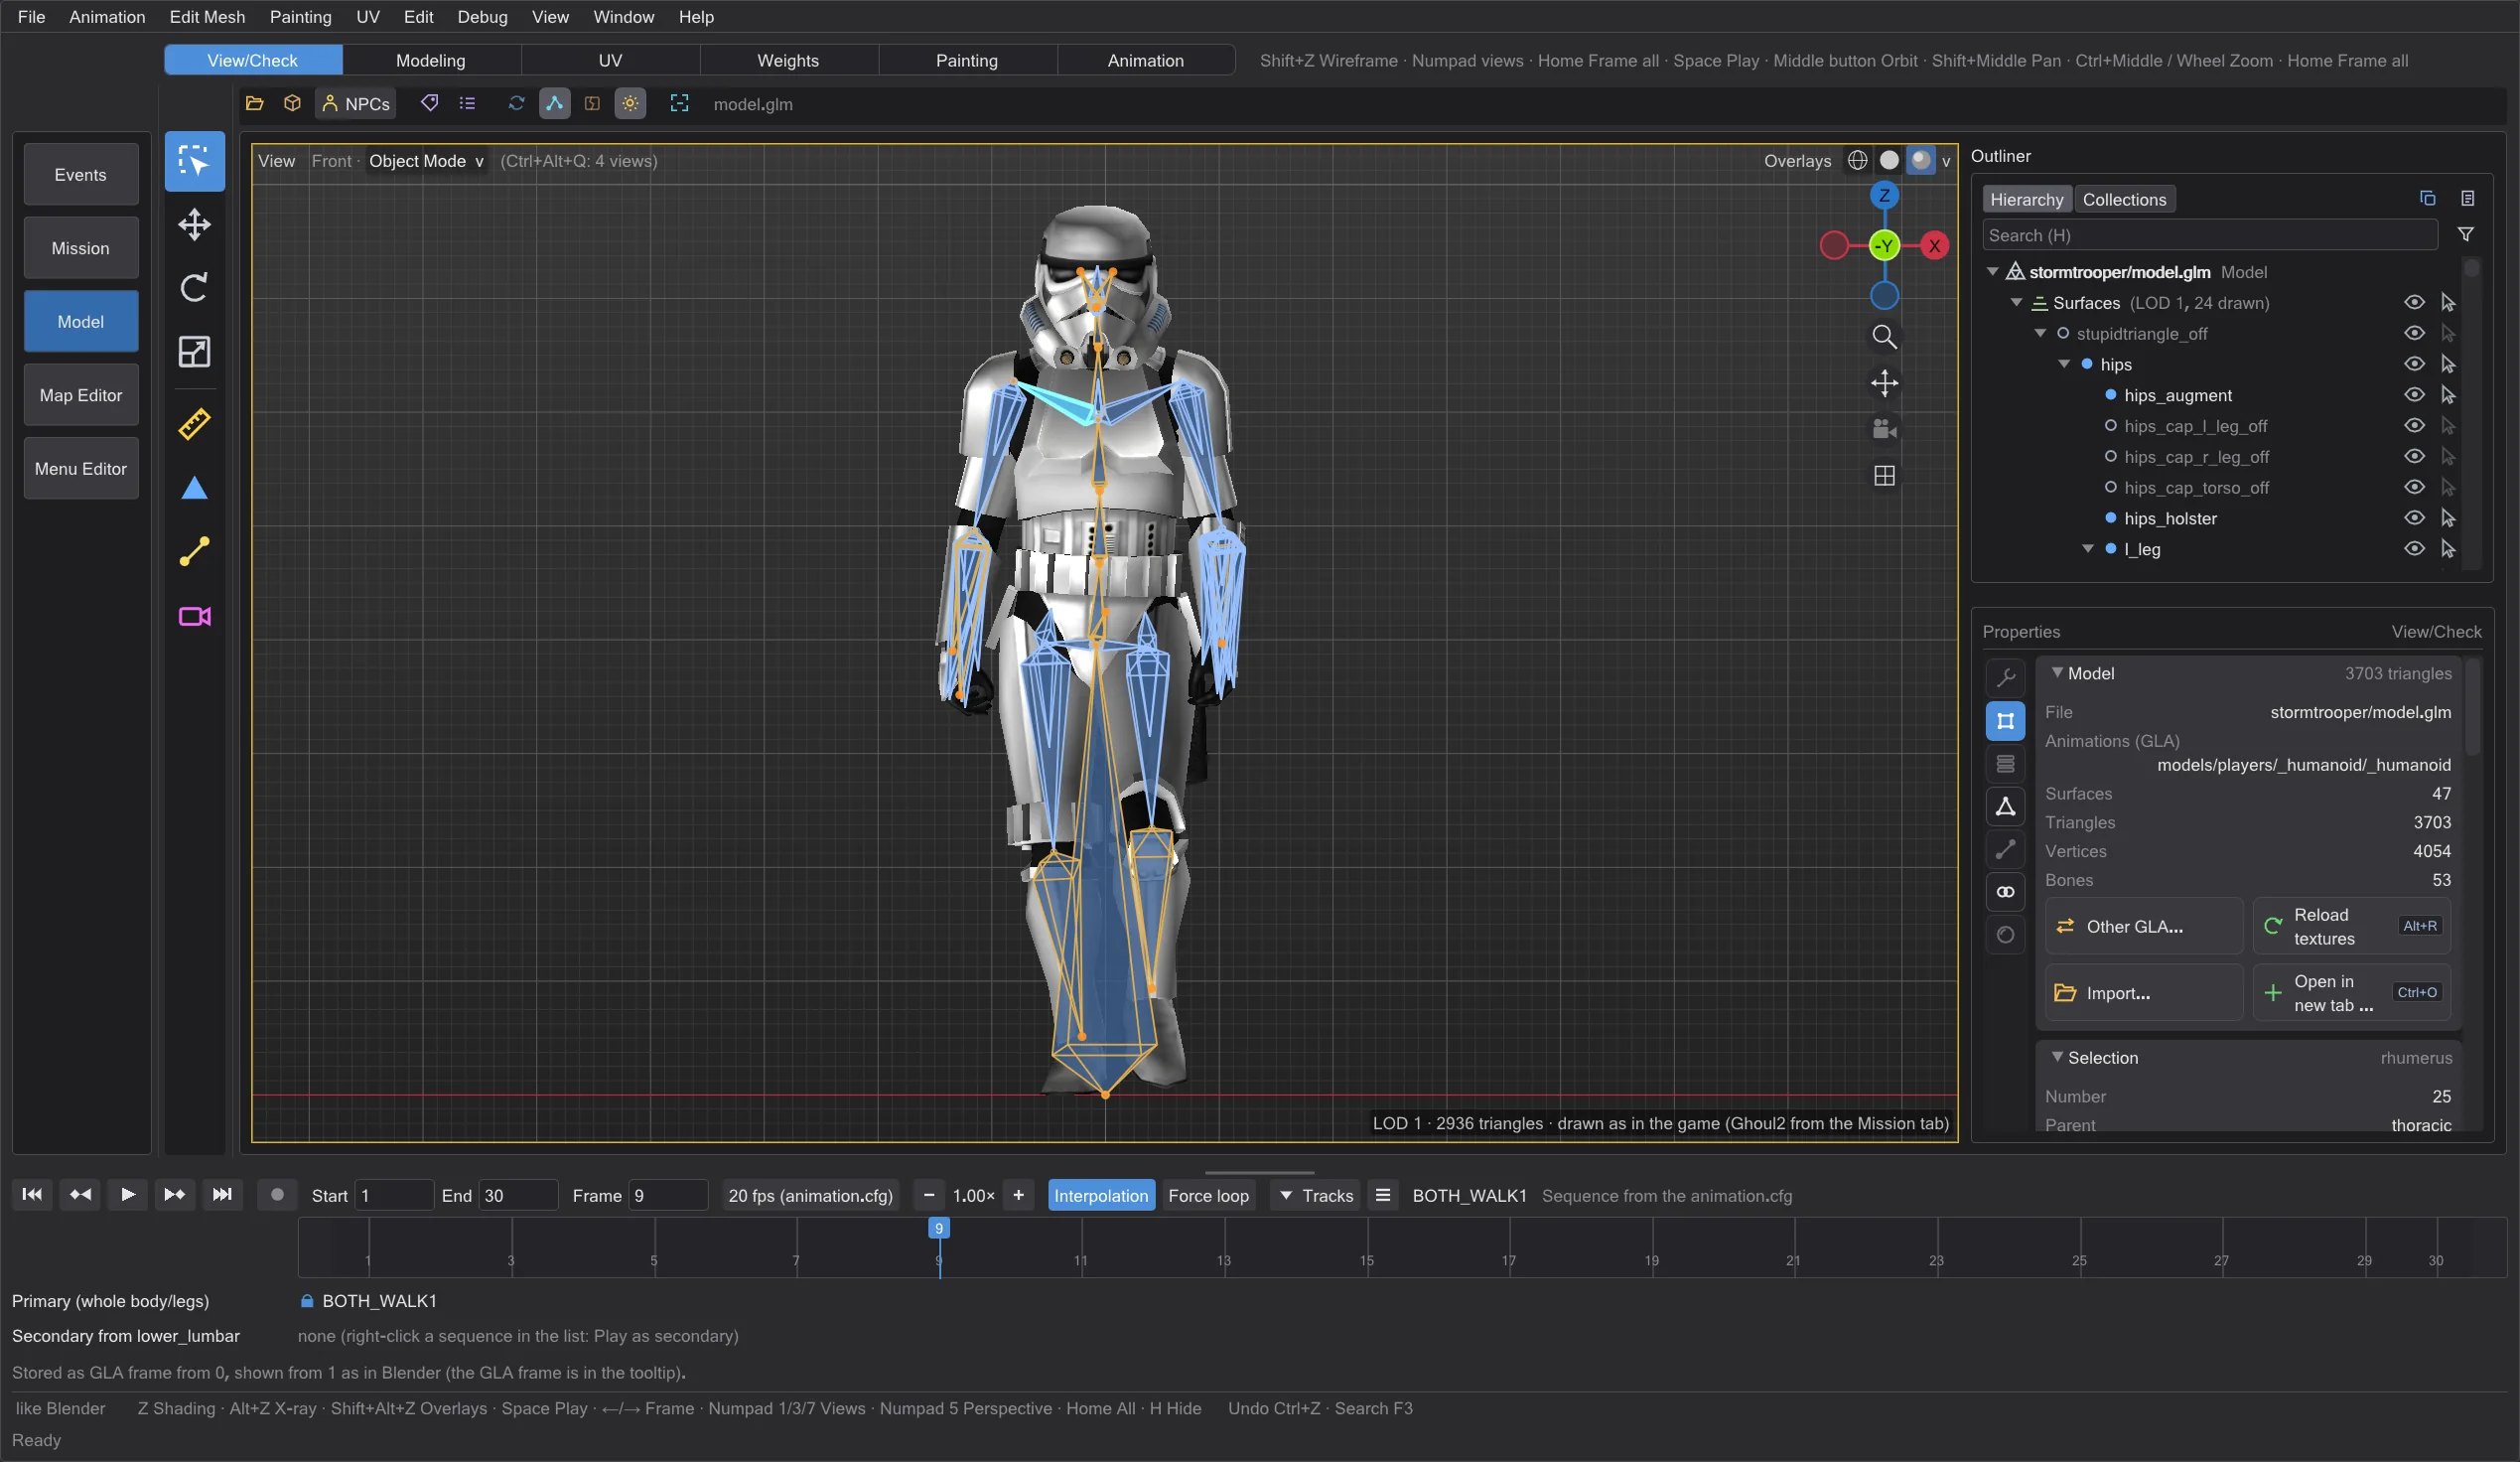 File Animation Edit Mesh Painting UV Edit Debug View Window Help
View/Check Modeling UV Weights Painting Animation Shift+Z Wireframe · Numpad views · Home Frame all · Space Play · Middle button Orbit · Shift+Middle Pan · Ctrl+Middle / Wheel Zoom · Home Frame all
NPCs model.glm
Events
Mission
Model
Map Editor
Menu Editor
View Front · Object Mode v (Ctrl+Alt+Q: 4 views) Overlays v
Z
-Y X
LOD 1 · 2936 triangles · drawn as in the game (Ghoul2 from the Mission tab)
Outliner
Hierarchy Collections
Search (H)
stormtrooper/model.glm Model
Surfaces (LOD 1, 24 drawn)
stupidtriangle_off
hips
hips_augment
hips_cap_l_leg_off
hips_cap_r_leg_off
hips_cap_torso_off
hips_holster
l_leg
Properties View/Check
Model 3703 triangles
File stormtrooper/model.glm
Animations (GLA)
models/players/_humanoid/_humanoid
Surfaces 47
Triangles 3703
Vertices 4054
Bones 53
Other GLA... Reload textures Alt+R
Import... Open in new tab ... Ctrl+O
Selection rhumerus
Number 25
Parent thoracic
Start 1 End 30 Frame 9 20 fps (animation.cfg) − 1.00× + Interpolation Force loop Tracks BOTH_WALK1 Sequence from the animation.cfg
9
1 3 5 7 9 11 13 15 17 19 21 23 25 27 29 30
Primary (whole body/legs) BOTH_WALK1
Secondary from lower_lumbar none (right-click a sequence in the list: Play as secondary)
Stored as GLA frame from 0, shown from 1 as in Blender (the GLA frame is in the tooltip).
like Blender Z Shading · Alt+Z X-ray · Shift+Alt+Z Overlays · Space Play · ←/→ Frame · Numpad 1/3/7 Views · Numpad 5 Perspective · Home All · H Hide Undo Ctrl+Z · Search F3
Ready